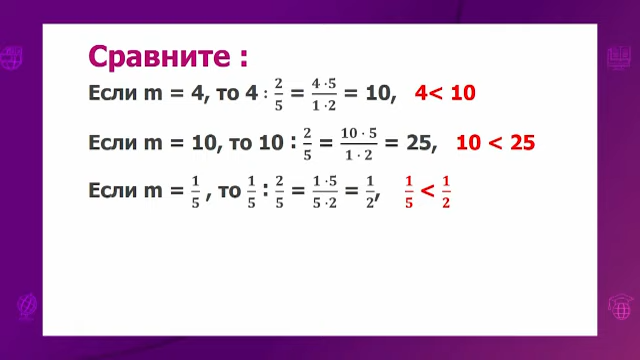 Сравните :
Если m = 4, то 4 : 2/5 = 4·5/1·2 = 10, 4< 10
Если m = 10, то 10 : 2/5 = 10·5/1·2 = 25, 10 < 25
Если m = 1/5 , то 1/5 : 2/5 = 1·5/5·2 = 1/2, 1/5 < 1/2